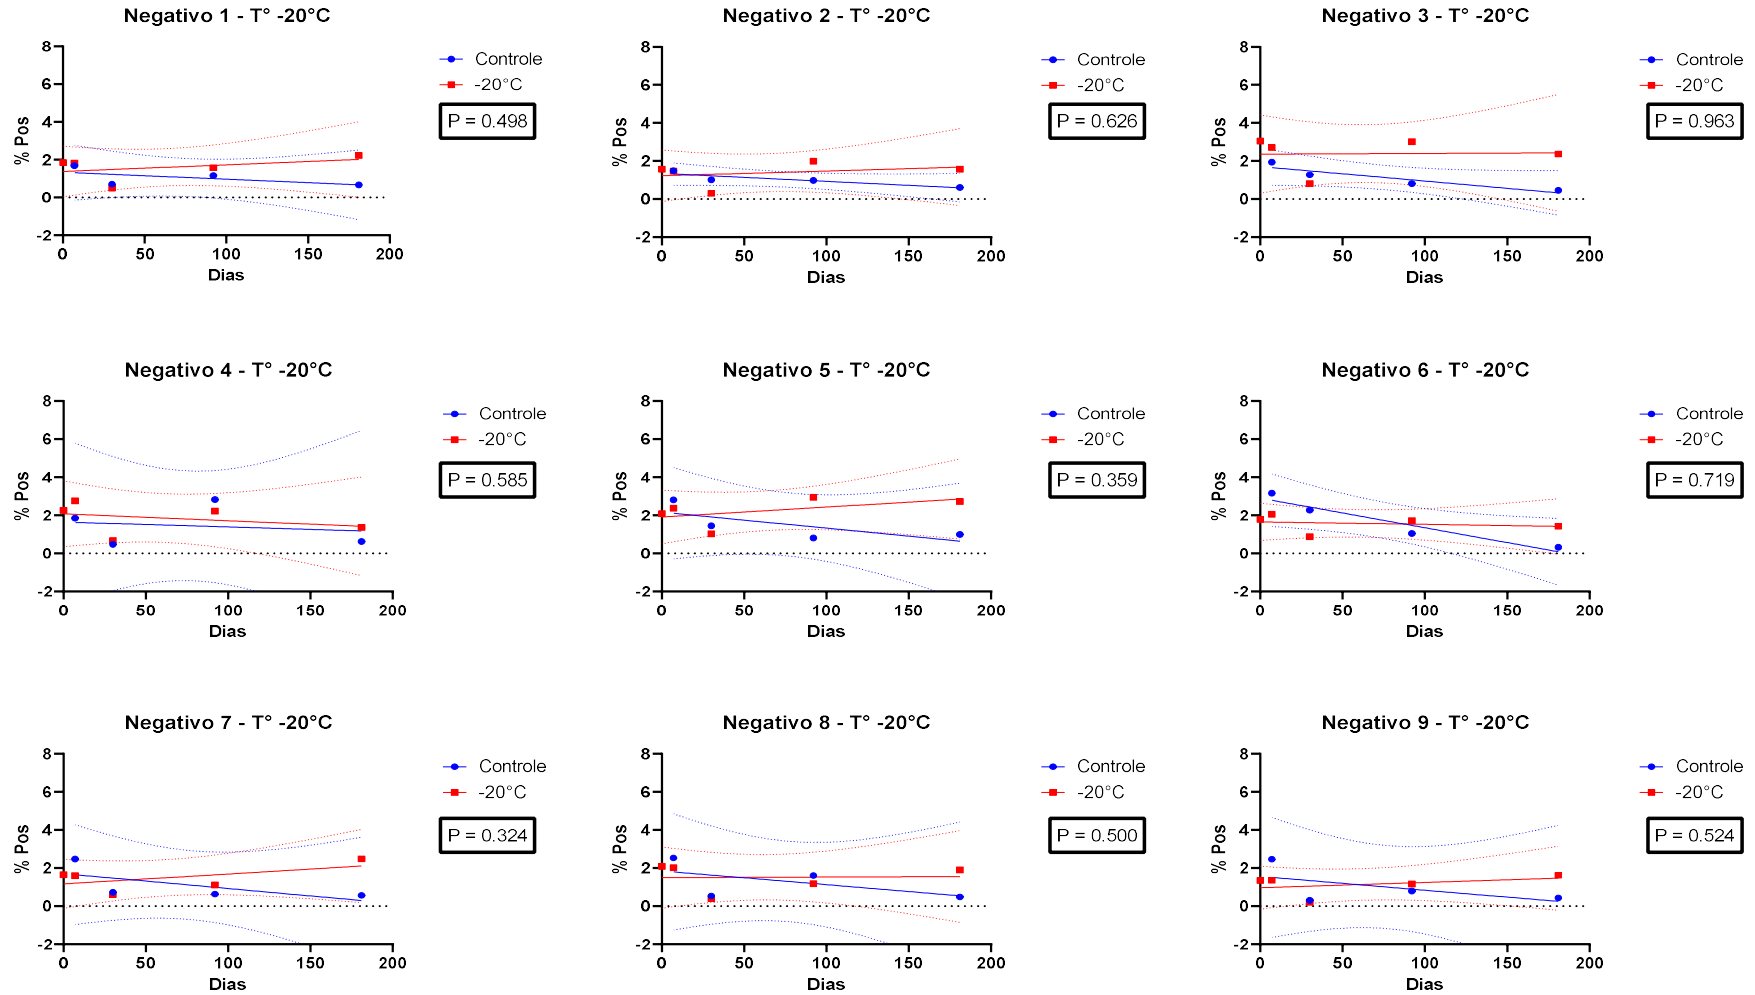 Negativo 1 - T° -20°C
8
6
4
2
0
-2
% Pos
0 50 100 150 200
Dias
Controle
-20°C
P = 0.498
Negativo 2 - T° -20°C
8
6
4
2
0
-2
% Pos
0 50 100 150 200
Dias
Controle
-20°C
P = 0.626
Negativo 3 - T° -20°C
8
6
4
2
0
-2
% Pos
0 50 100 150 200
Dias
Controle
-20°C
P = 0.963
Negativo 4 - T° -20°C
8
6
4
2
0
-2
% Pos
0 50 100 150 200
Dias
Controle
-20°C
P = 0.585
Negativo 5 - T° -20°C
8
6
4
2
0
-2
% Pos
0 50 100 150 200
Dias
Controle
-20°C
P = 0.359
Negativo 6 - T° -20°C
8
6
4
2
0
-2
% Pos
0 50 100 150 200
Dias
Controle
-20°C
P = 0.719
Negativo 7 - T° -20°C
8
6
4
2
0
-2
% Pos
0 50 100 150 200
Dias
Controle
-20°C
P = 0.324
Negativo 8 - T° -20°C
8
6
4
2
0
-2
% Pos
0 50 100 150 200
Dias
Controle
-20°C
P = 0.500
Negativo 9 - T° -20°C
8
6
4
2
0
-2
% Pos
0 50 100 150 200
Dias
Controle
-20°C
P = 0.524